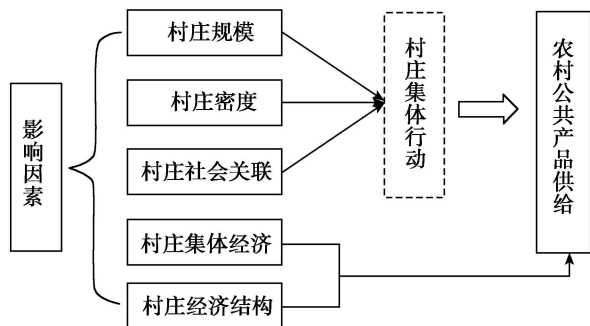 影响因素
村庄规模
村庄密度
村庄社会关联
村庄集体经济
村庄经济结构
村庄集体行动
农村公共产品供给